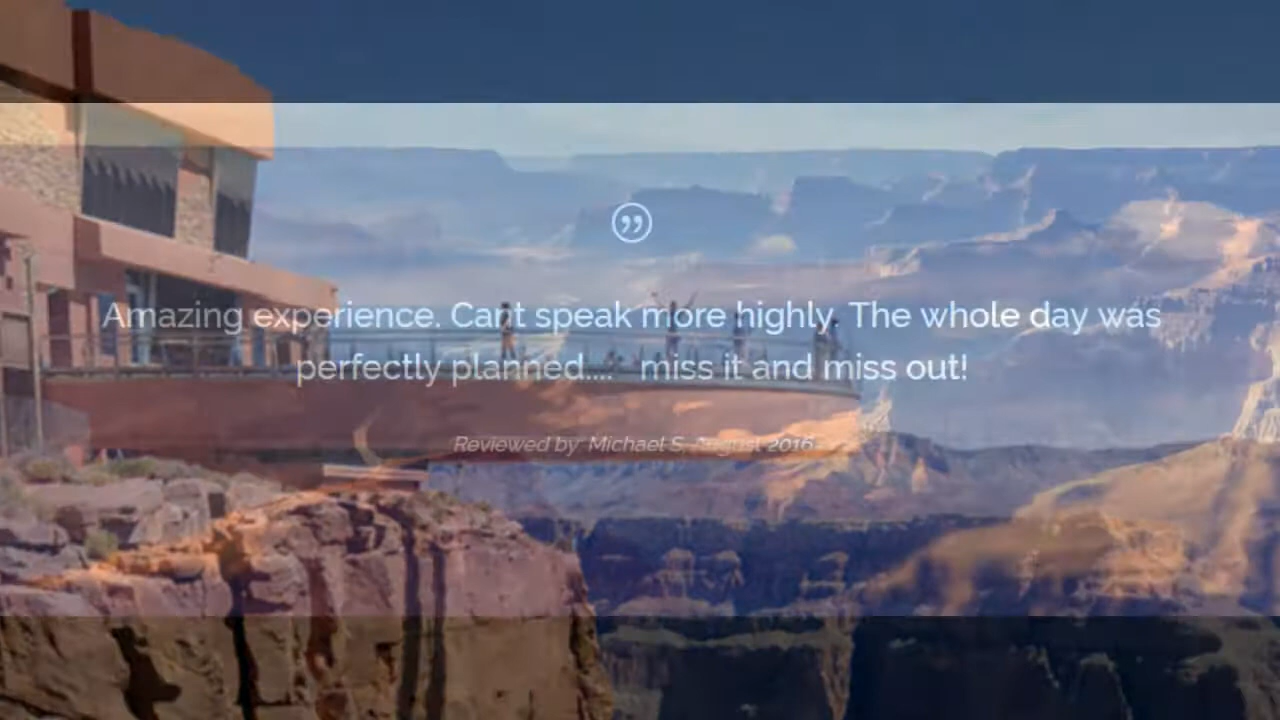 Amazing experience. Cant speak more highly. The whole day was
perfectly planned.... miss it and miss out!
Reviewed by: Michael S. August 2016